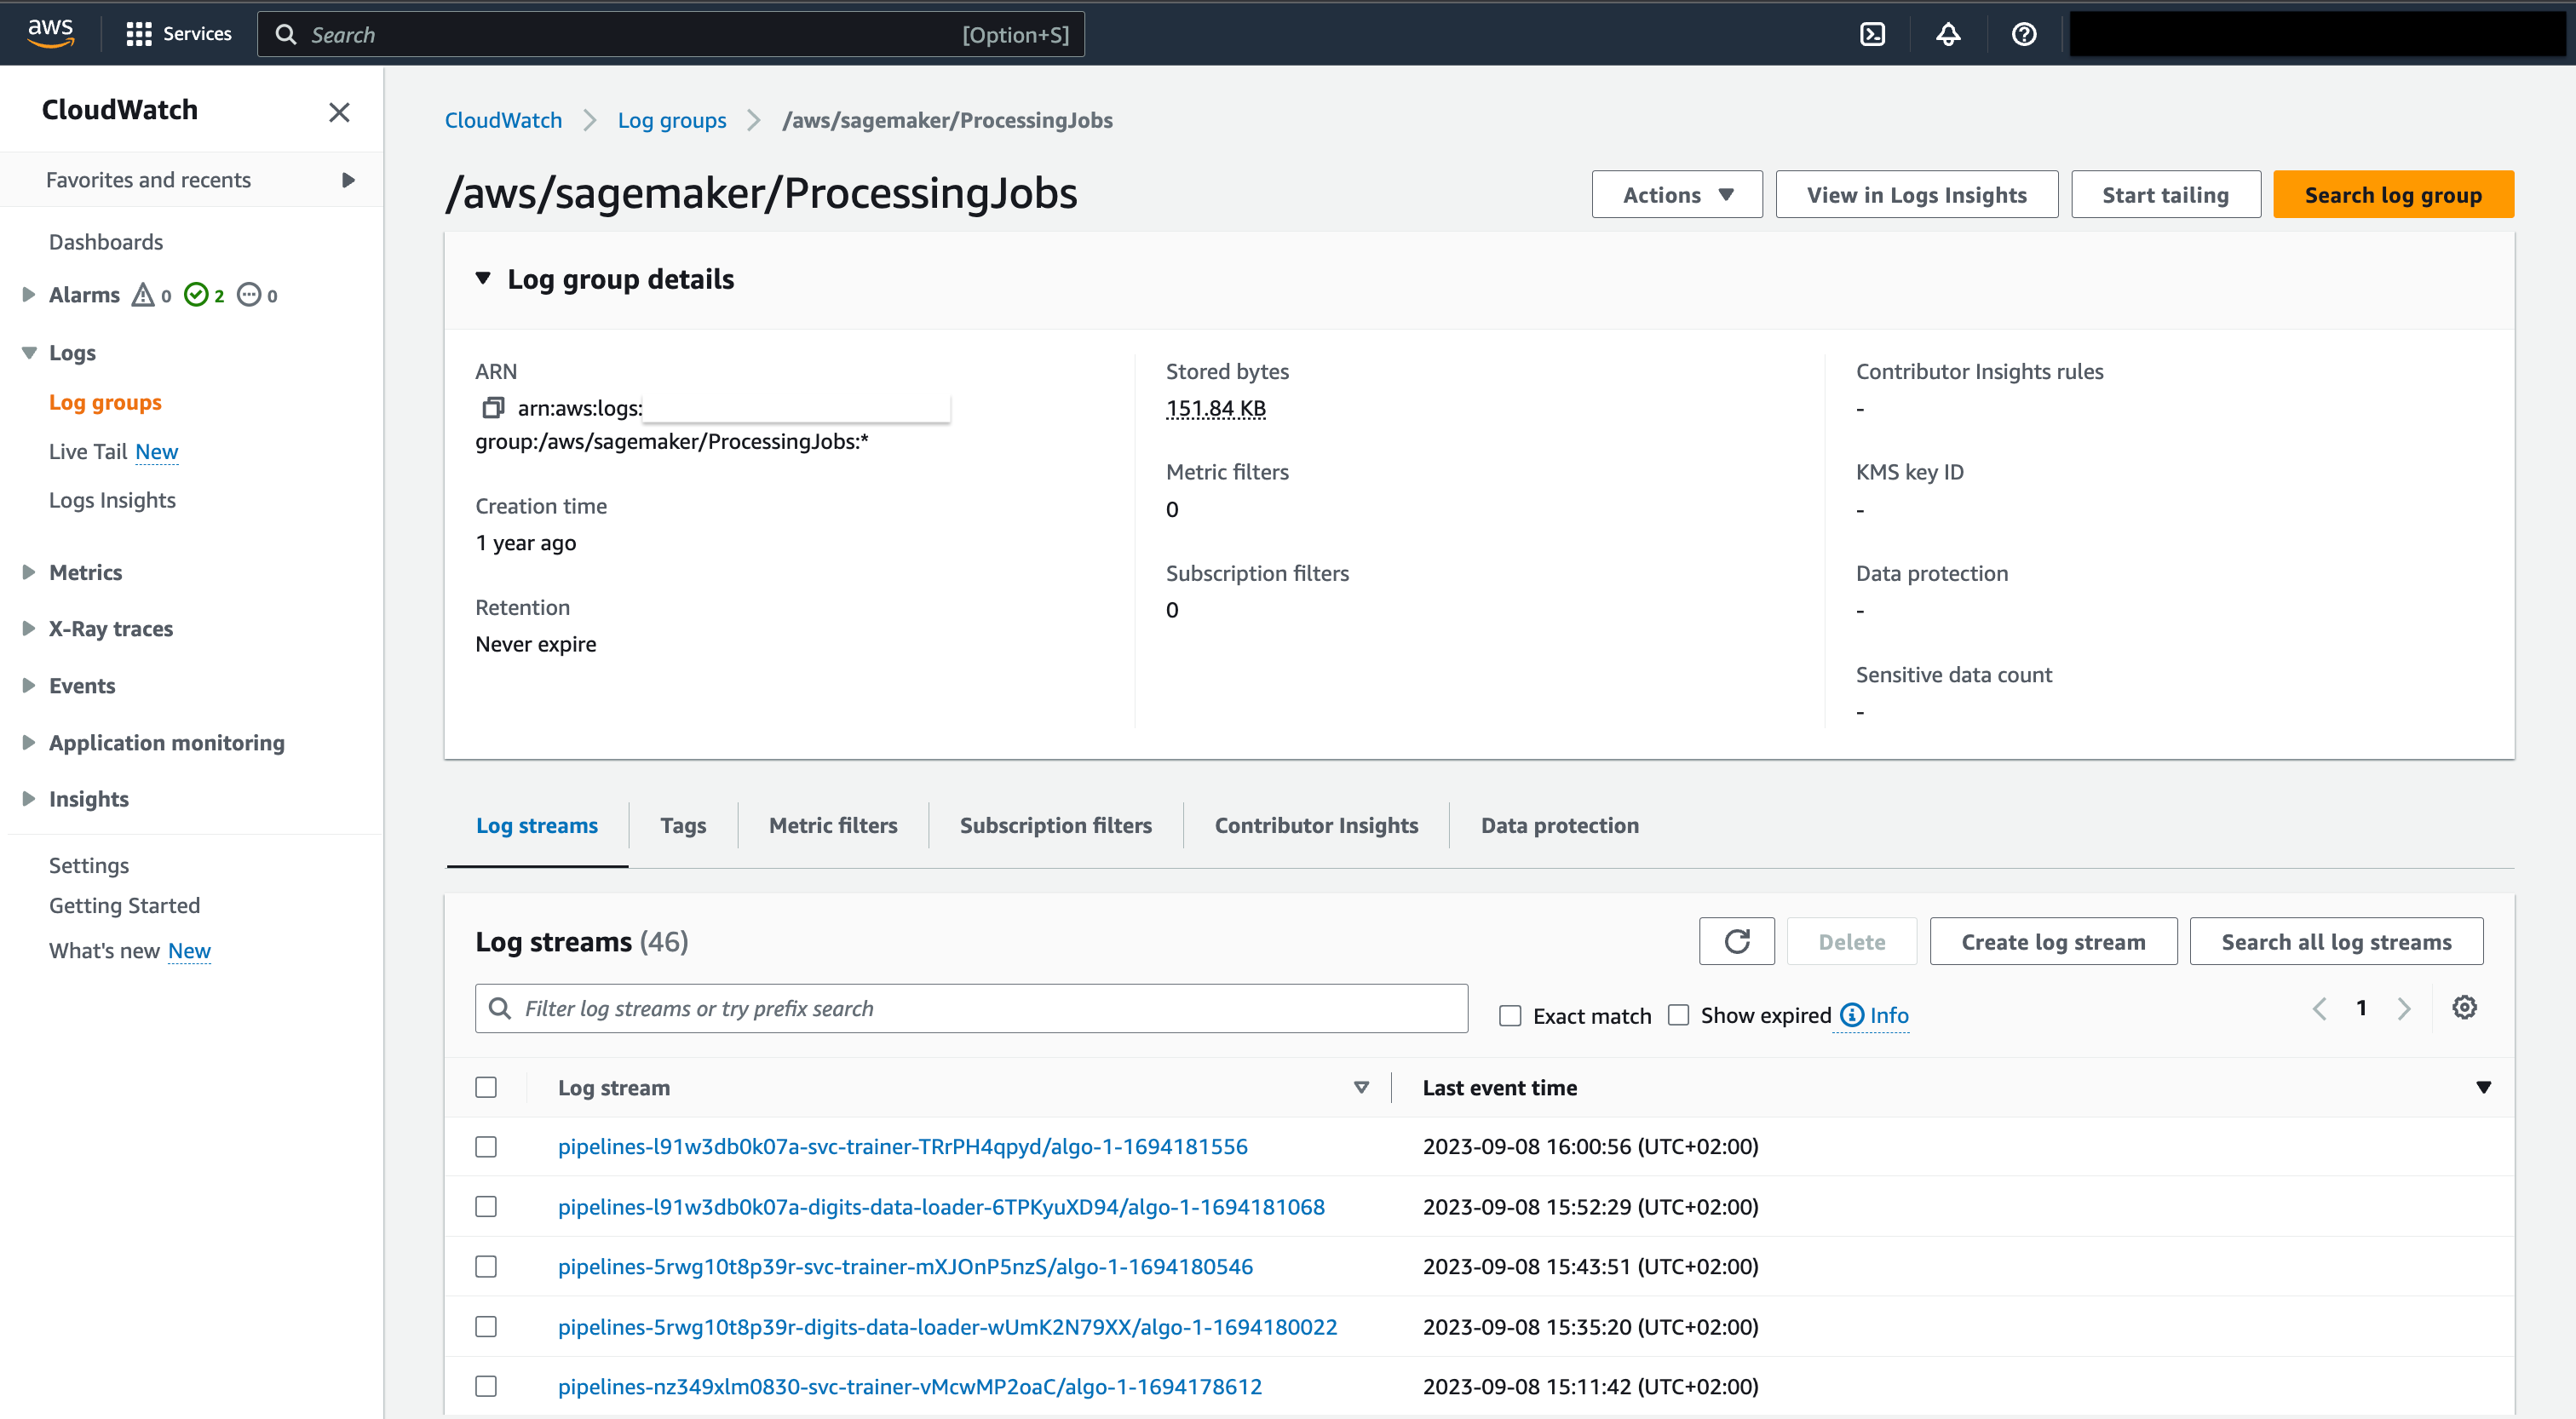 aws
Services
Search
[Option+S]
CloudWatch
Favorites and recents
Dashboards
Alarms 0 2 0
Logs
Log groups
Live Tail New
Logs Insights
Metrics
X-Ray traces
Events
Application monitoring
Insights
Settings
Getting Started
What's new New
CloudWatch
Log groups
/aws/sagemaker/ProcessingJobs
/aws/sagemaker/ProcessingJobs
Actions
View in Logs Insights
Start tailing
Search log group
Log group details
ARN
arn:aws:logs:
group:/aws/sagemaker/ProcessingJobs:*
Creation time
1 year ago
Retention
Never expire
Stored bytes
151.84 KB
Metric filters
0
Subscription filters
0
Contributor Insights rules
-
KMS key ID
-
Data protection
-
Sensitive data count
-
Log streams
Tags
Metric filters
Subscription filters
Contributor Insights
Data protection
Log streams (46)
Delete
Create log stream
Search all log streams
Filter log streams or try prefix search
Exact match
Show expired
Info
1
Log stream
Last event time
pipelines-l91w3db0k07a-svc-trainer-TRrPH4qpyd/algo-1-1694181556
2023-09-08 16:00:56 (UTC+02:00)
pipelines-l91w3db0k07a-digits-data-loader-6TPKyuXD94/algo-1-1694181068
2023-09-08 15:52:29 (UTC+02:00)
pipelines-5rwg10t8p39r-svc-trainer-mXJOnP5nzS/algo-1-1694180546
2023-09-08 15:43:51 (UTC+02:00)
pipelines-5rwg10t8p39r-digits-data-loader-wUmK2N79XX/algo-1-1694180022
2023-09-08 15:35:20 (UTC+02:00)
pipelines-nz349xlm0830-svc-trainer-vMcwMP2oaC/algo-1-1694178612
2023-09-08 15:11:42 (UTC+02:00)